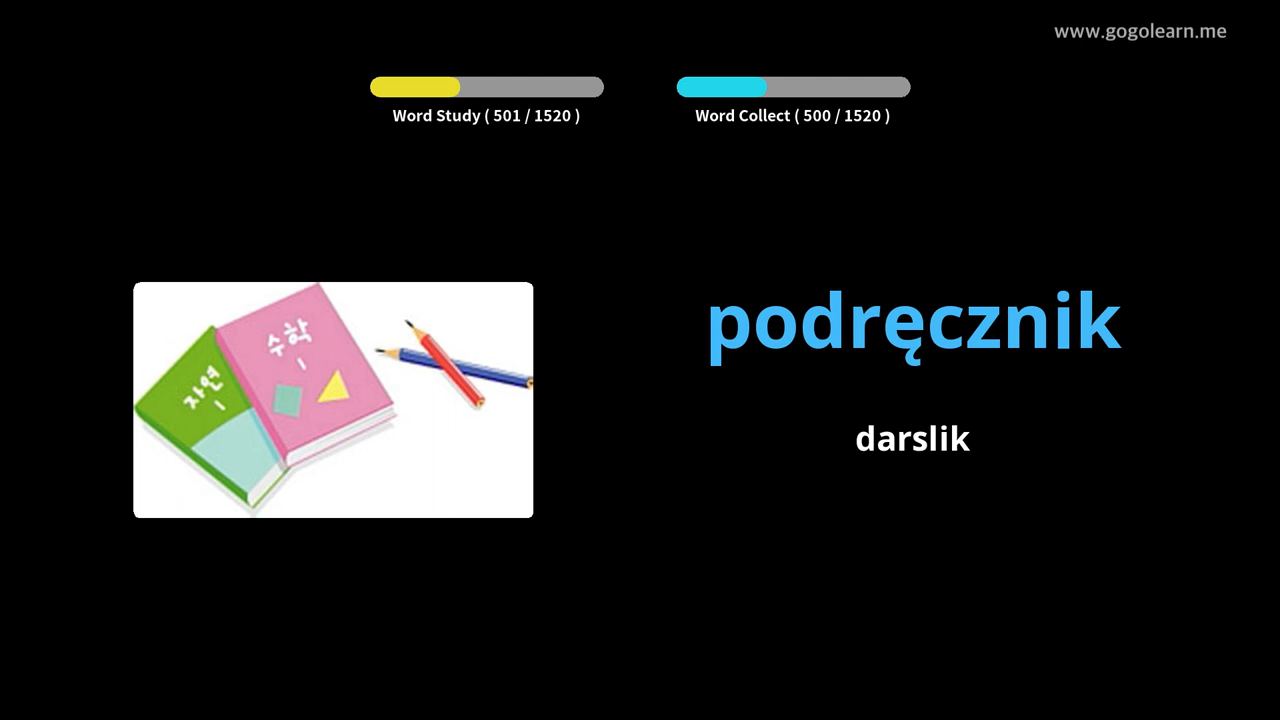 www.gogolearn.me
Word Study ( 501 / 1520 )
Word Collect ( 500 / 1520 )
수학
1
자연
1
podręcznik
darslik